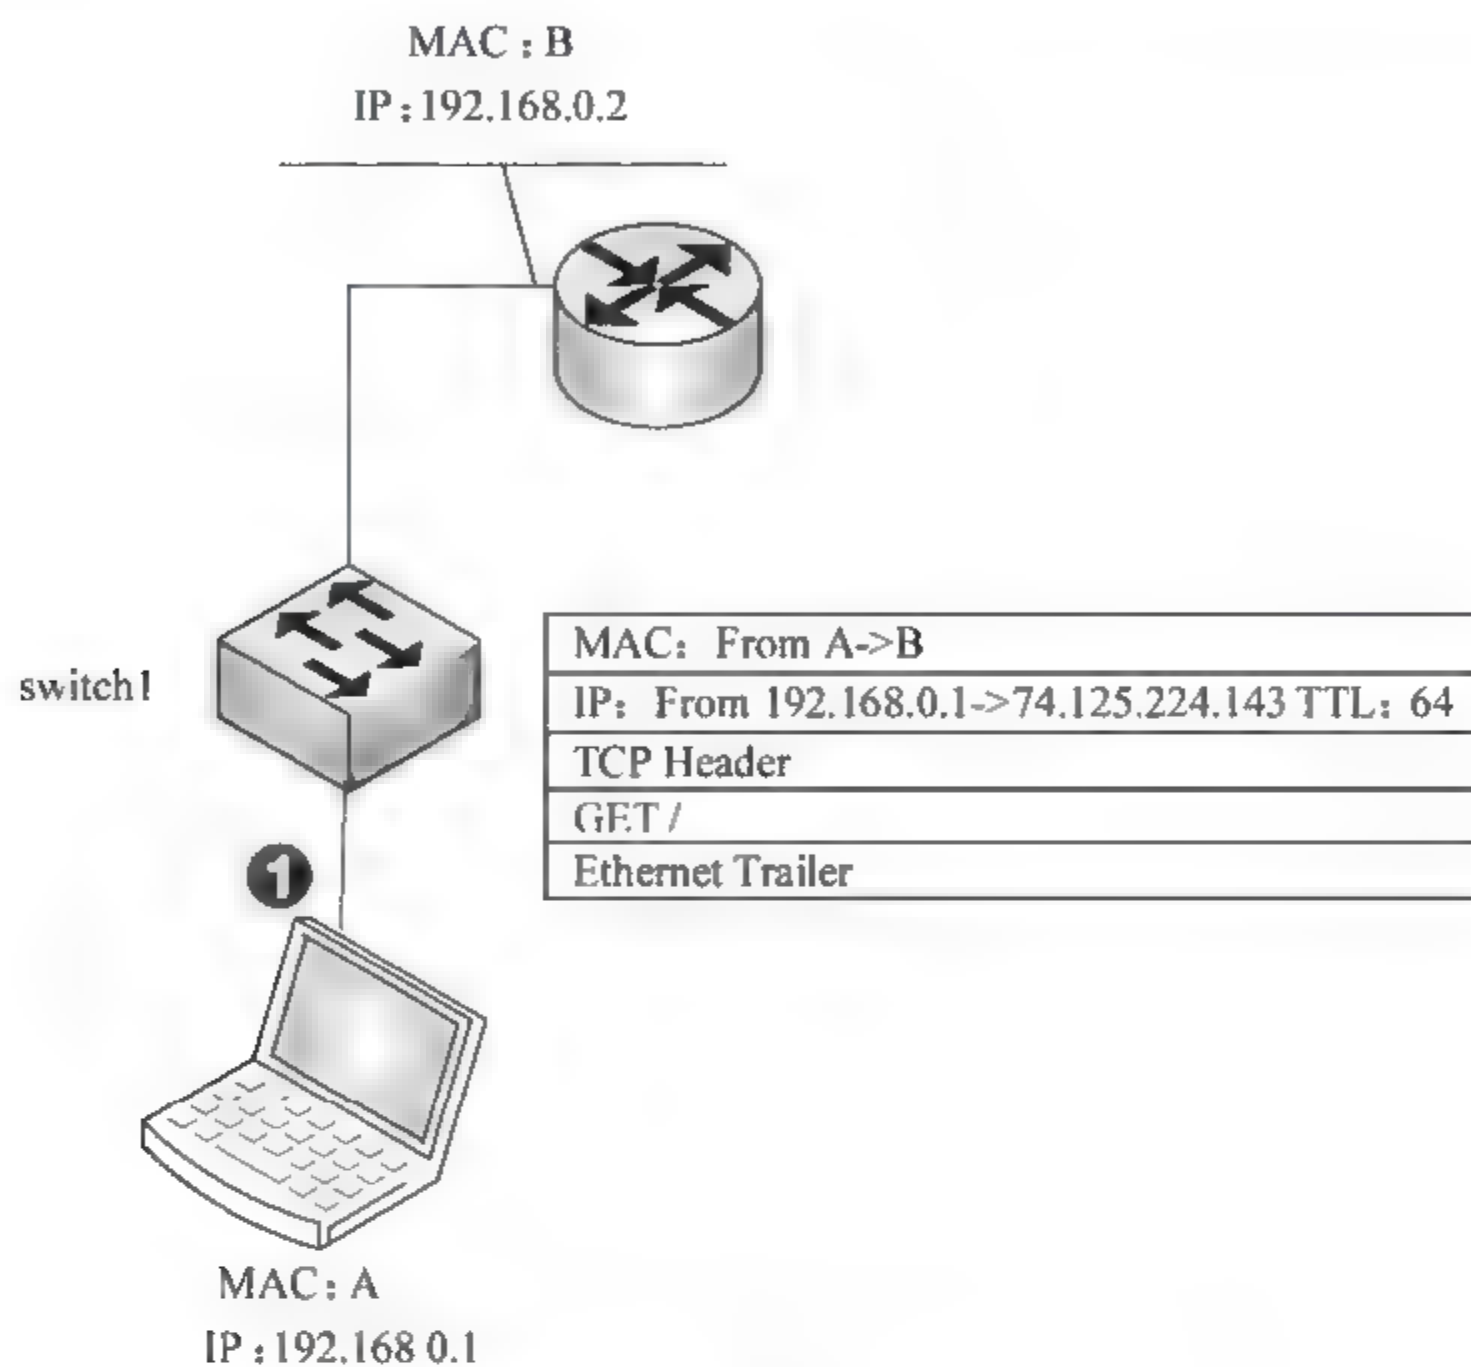 MAC：B
IP：192.168.0.2
switch1
MAC：From A->B
IP：From 192.168.0.1->74.125.224.143 TTL：64
TCP Header
GET /
Ethernet Trailer
1
MAC：A
IP：192.168 0.1